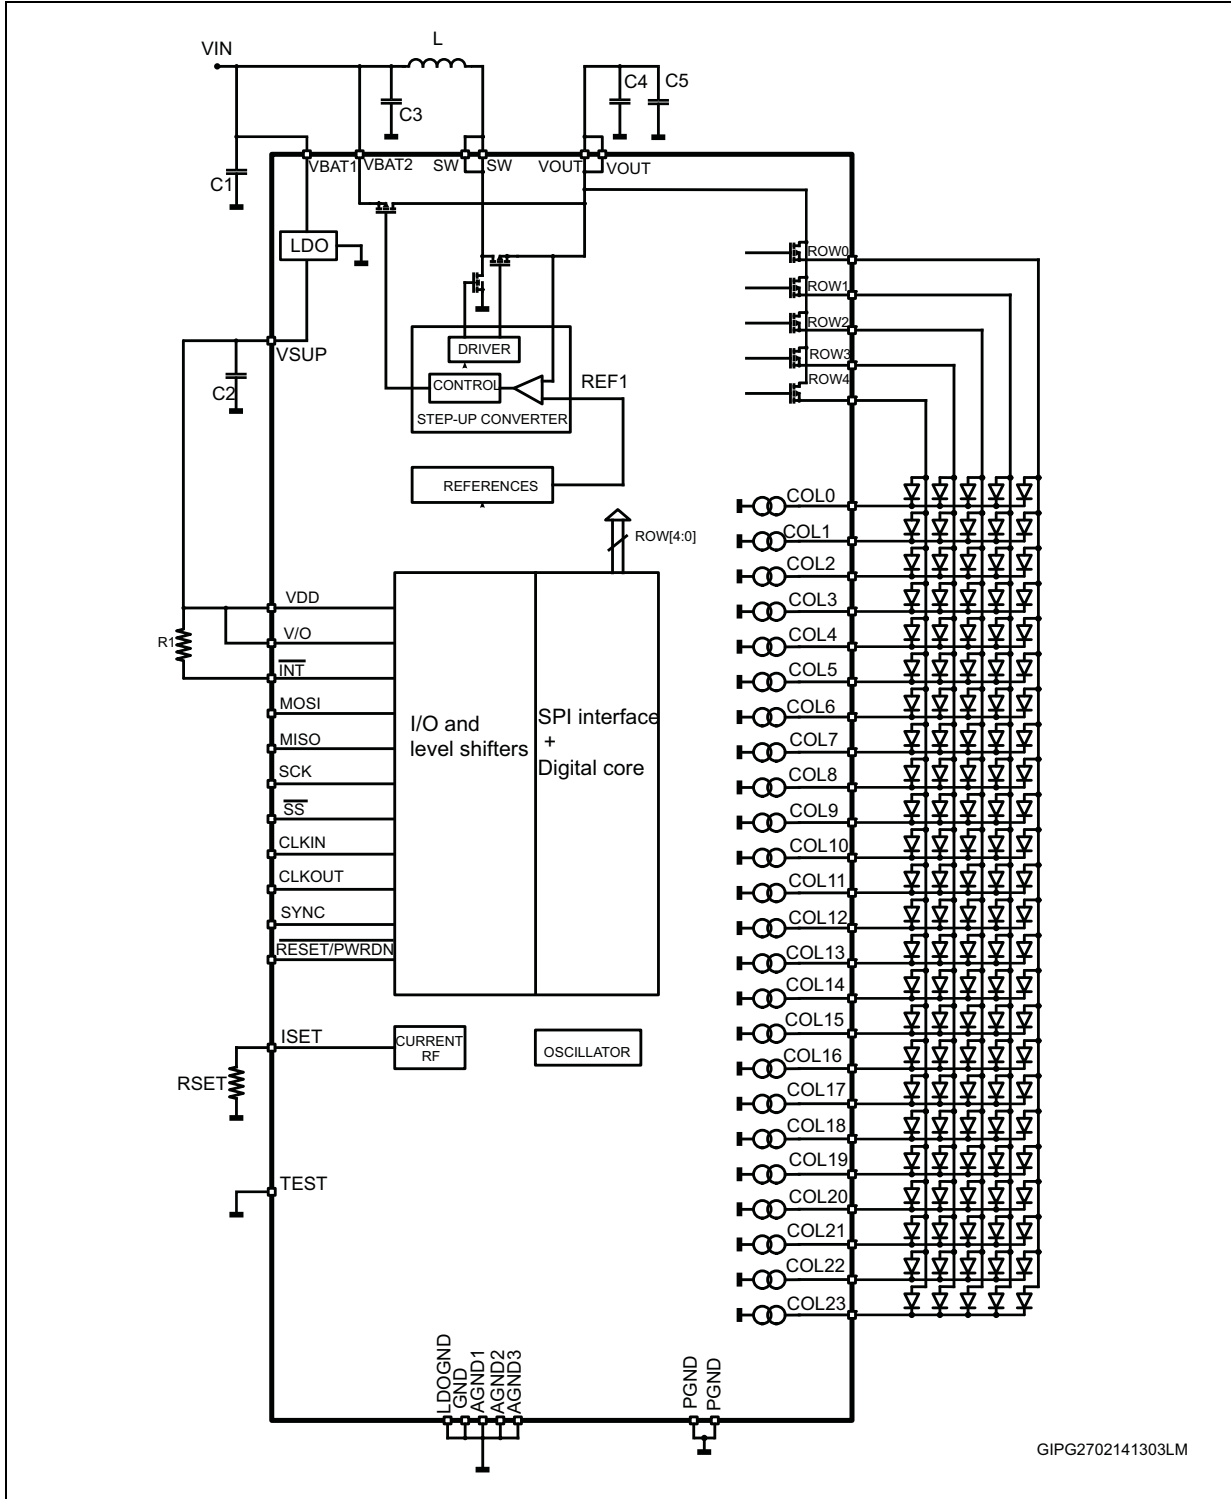 VIN
L
C3
C4
C5
C1
VBAT1
VBAT2
SW
SW
VOUT
VOUT
LDO
ROW0
ROW1
ROW2
ROW3
ROW4
VSUP
C2
DRIVER
CONTROL
REF1
STEP-UP CONVERTER
REFERENCES
ROW[4:0]
COL0
COL1
COL2
COL3
COL4
COL5
COL6
COL7
COL8
COL9
COL10
COL11
COL12
COL13
COL14
COL15
COL16
COL17
COL18
COL19
COL20
COL21
COL22
COL23
R1
VDD
V/O
INT
MOSI
MISO
SCK
SS
CLKIN
CLKOUT
SYNC
RESET/PWRDN
I/O and
level shifters
SPI interface
+
Digital core
ISET
RSET
CURRENT
RF
OSCILLATOR
TEST
LDOGND
GND
AGND1
AGND2
AGND3
PGND
PGND
GIPG2702141303LM